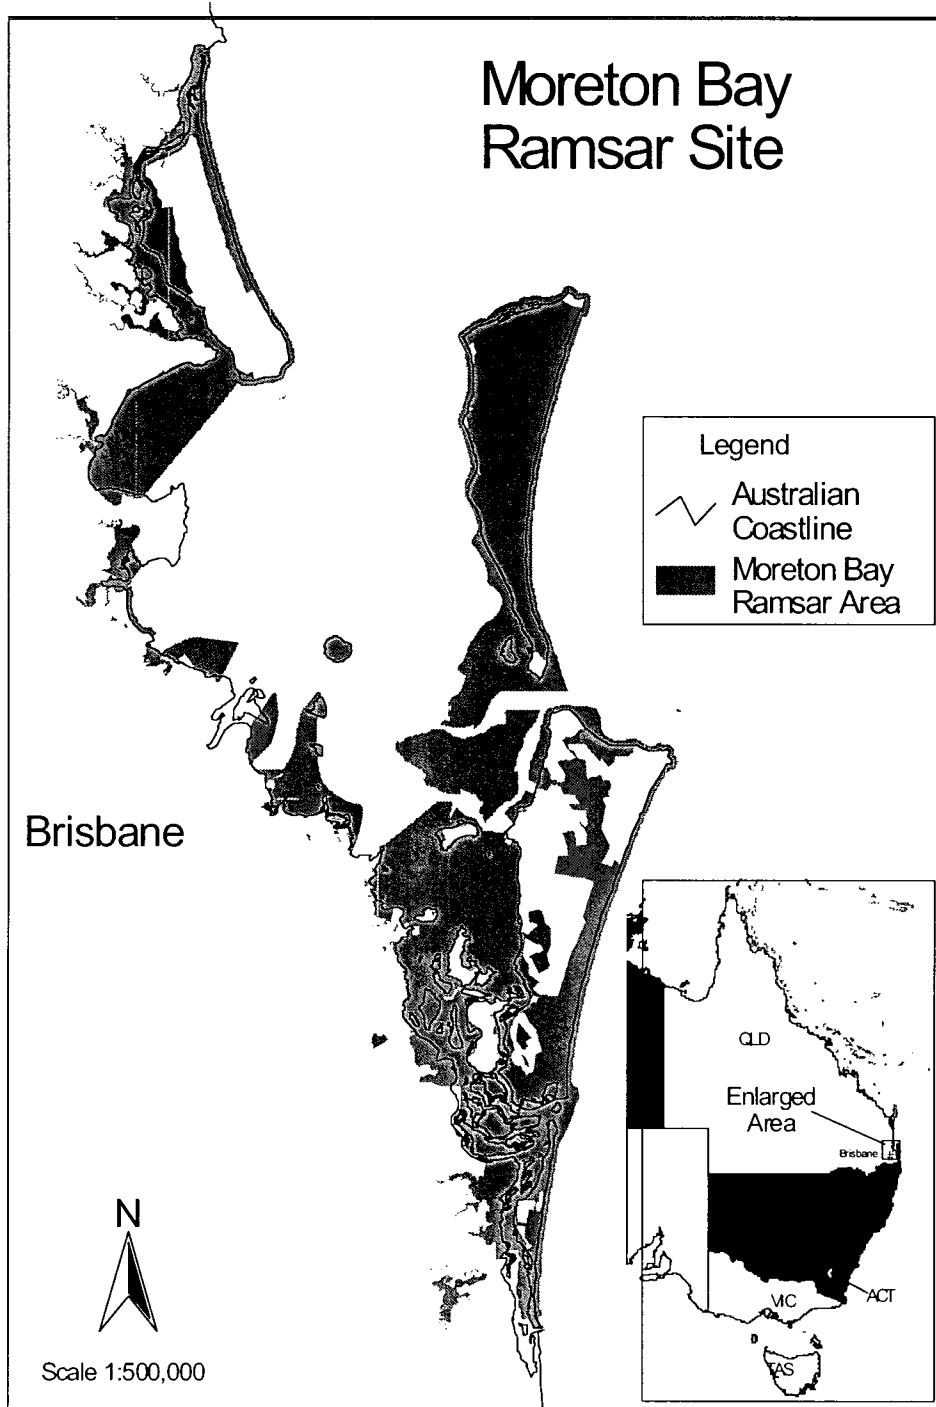 Moreton Bay
Ramsar Site
Legend
Australian
Coastline
Moreton Bay
Ramsar Area
Brisbane
QLD
Enlarged
Area
Brisbane
ACT
VIC
TAS
N
Scale 1:500,000